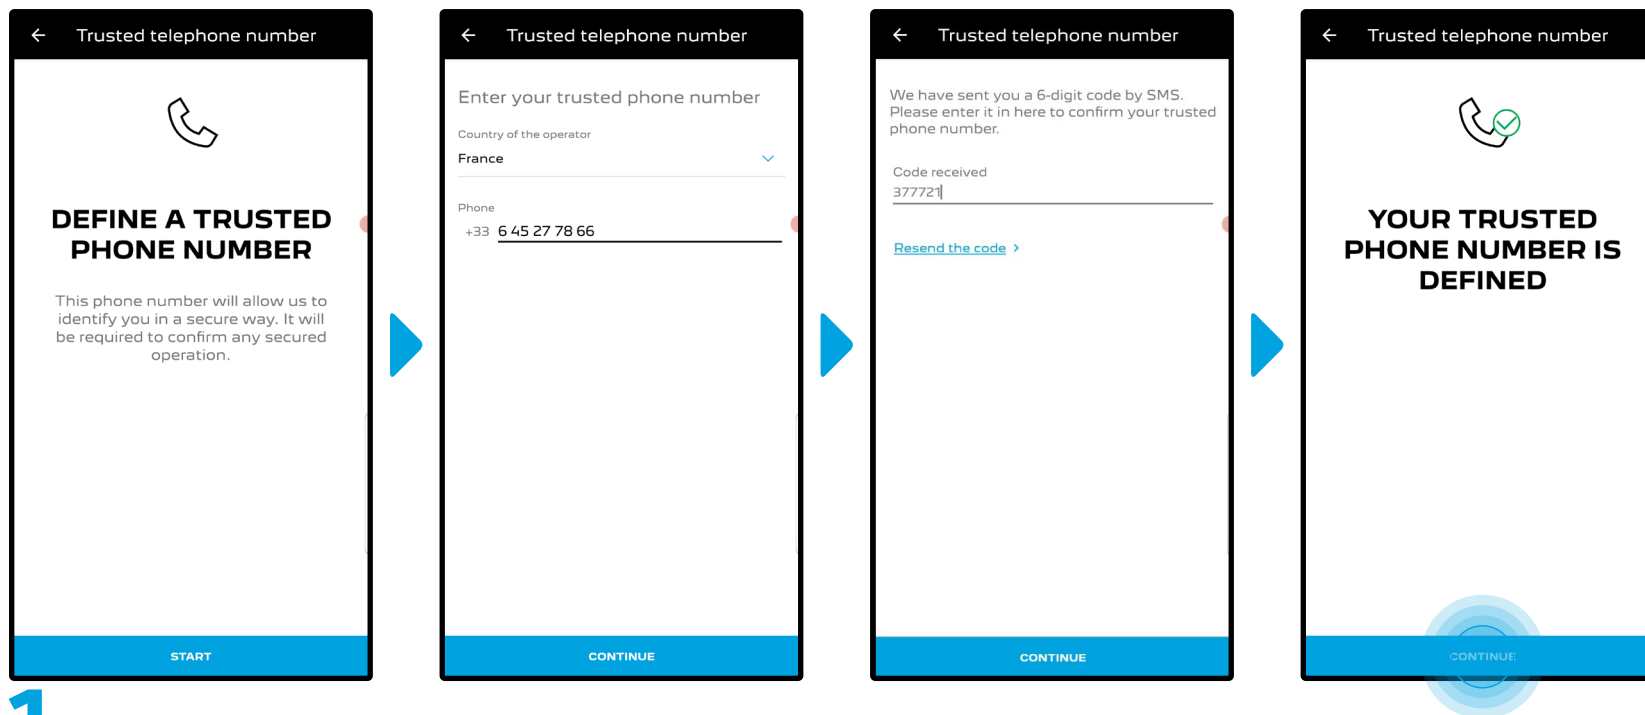 Trusted telephone number
DEFINE A TRUSTED
PHONE NUMBER
This phone number will allow us to
identify you in a secure way. It will
be required to confirm any secured
operation.
START
Trusted telephone number
Enter your trusted phone number
Country of the operator
France
Phone
+33 6 45 27 78 66
CONTINUE
Trusted telephone number
We have sent you a 6-digit code by SMS.
Please enter it in here to confirm your trusted
phone number.
Code received
377721
Resend the code >
CONTINUE
Trusted telephone number
YOUR TRUSTED
PHONE NUMBER IS
DEFINED
CONTINUE
1